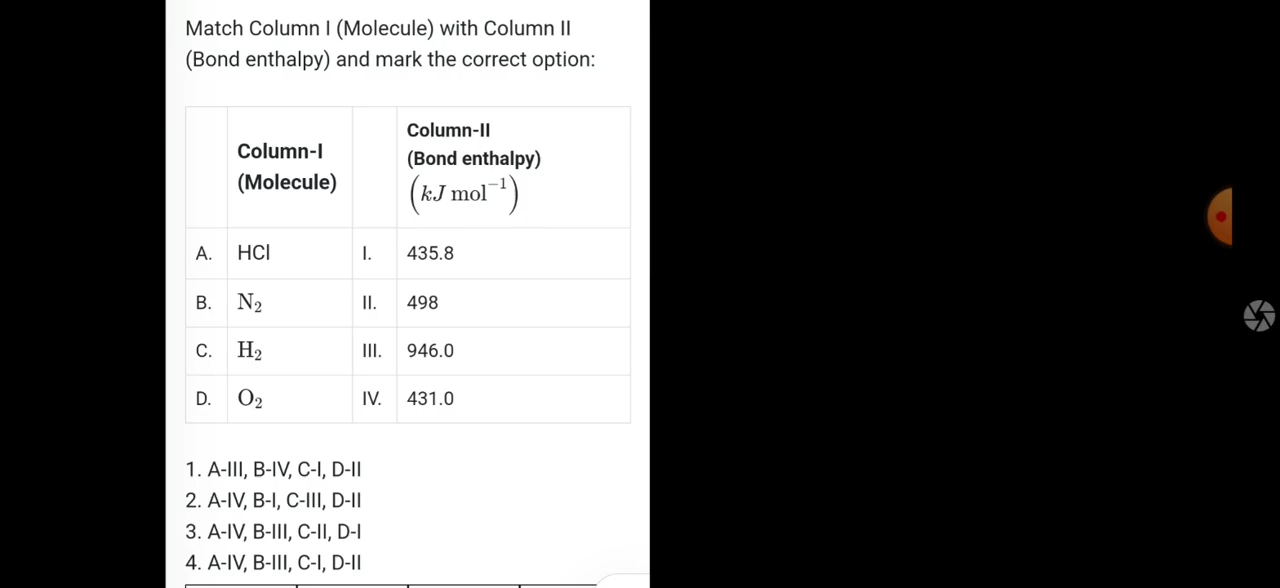 Match Column I (Molecule) with Column II
(Bond enthalpy) and mark the correct option:
Column-I
(Molecule)
Column-II
(Bond enthalpy)
(kJ mol⁻¹)
A. HCl I. 435.8
B. N₂ II. 498
C. H₂ III. 946.0
D. O₂ IV. 431.0
1. A-III, B-IV, C-I, D-II
2. A-IV, B-I, C-III, D-II
3. A-IV, B-III, C-II, D-I
4. A-IV, B-III, C-I, D-II